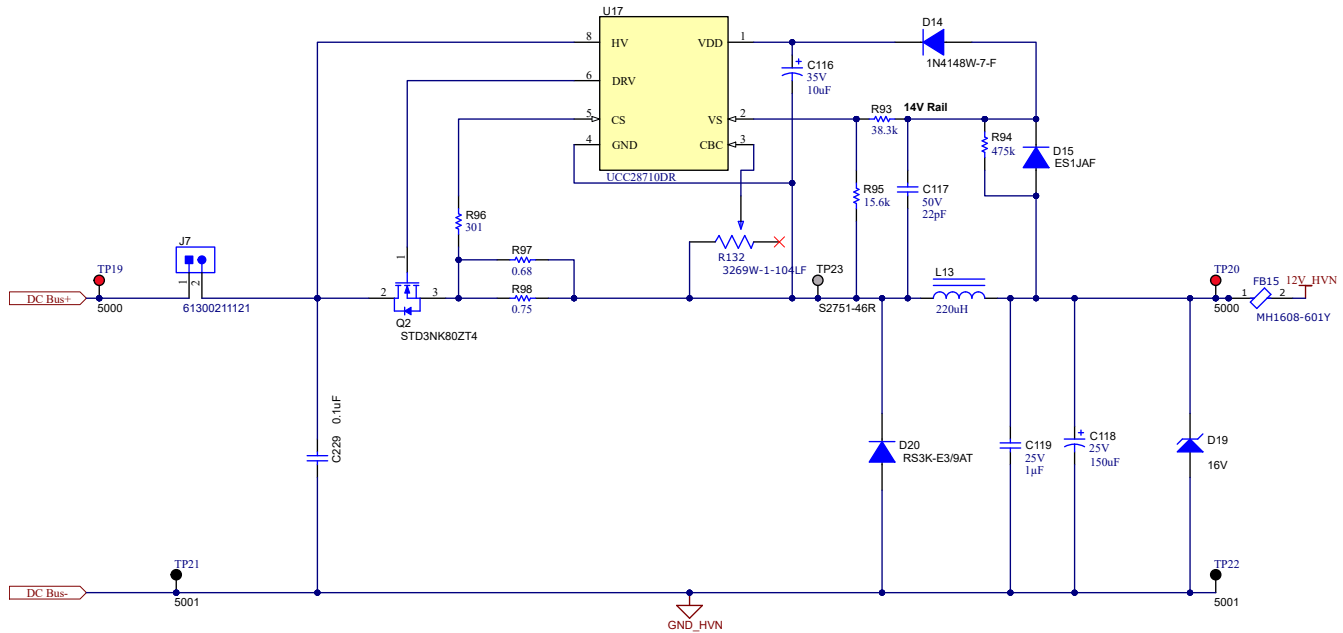 U17
8 HV
VDD 1
6 DRV
5 CS
VS 2
4 GND
CBC 3
UCC28710DR
D14
1N4148W-7-F
C116
35V
10uF
R93
38.3k
14V Rail
R94
475k
D15
ES1JAF
R95
15.6k
C117
50V
22pF
R96
301
R97
0.68
R98
0.75
R132
3269W-1-104LF
TP23
S2751-46R
L13
220uH
J7
1
2
61300211121
TP19
5000
DC Bus+
1
2
3
Q2
STD3NK80ZT4
TP20
5000
FB15
1
2
MH1608-601Y
12V_HVN
C229 0.1uF
D20
RS3K-E3/9AT
C119
25V
1µF
C118
25V
150uF
D19
16V
TP21
5001
DC Bus-
GND_HVN
TP22
5001